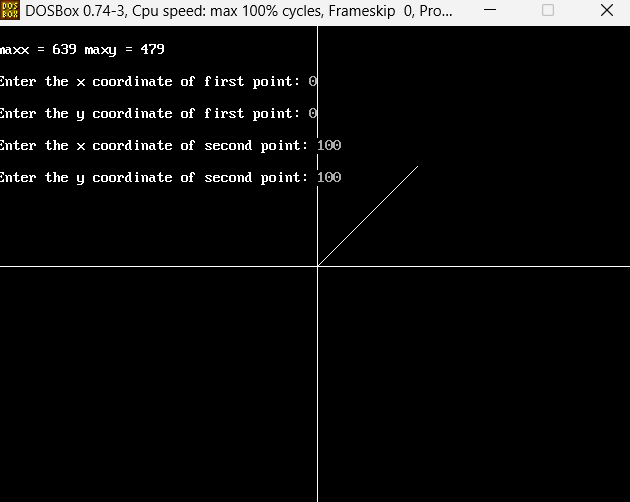 DOS
BOX
DOSBox 0.74-3, Cpu speed: max 100% cycles, Frameskip 0, Pro...
maxx = 639 maxy = 479
Enter the x coordinate of first point: 0
Enter the y coordinate of first point: 0
Enter the x coordinate of second point: 100
Enter the y coordinate of second point: 100